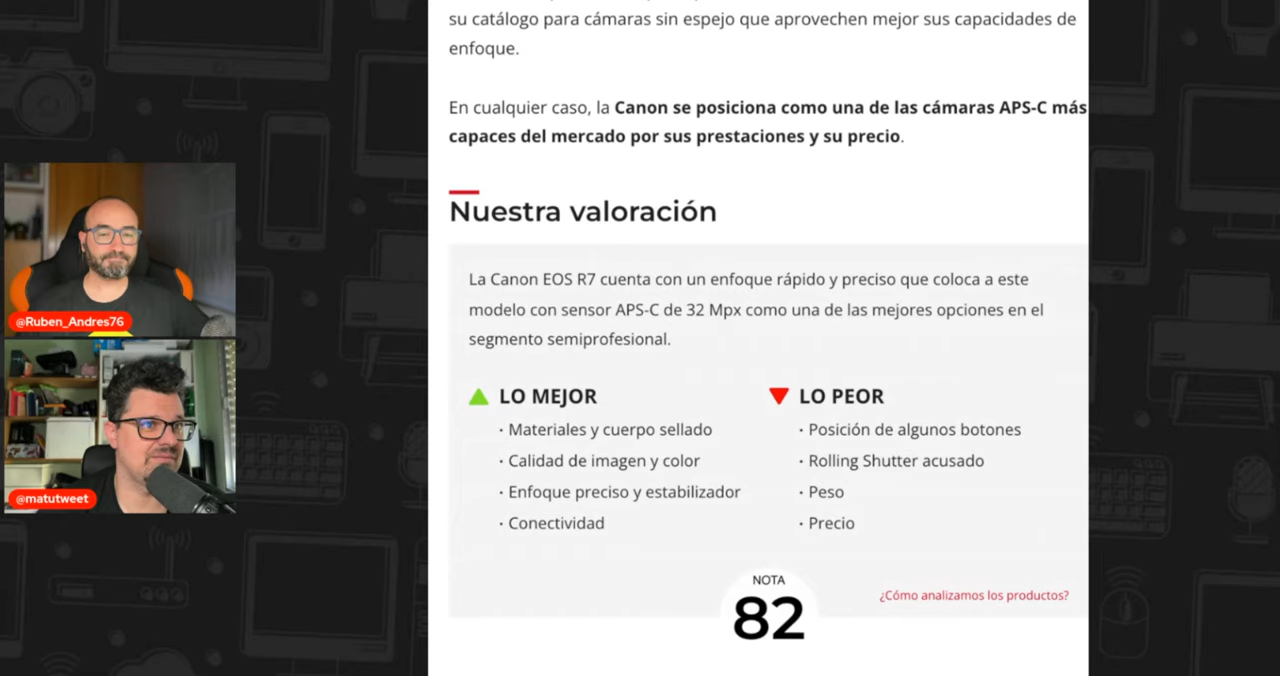 su catálogo para cámaras sin espejo que aprovechen mejor sus capacidades de
enfoque.
En cualquier caso, la Canon se posiciona como una de las cámaras APS-C más
capaces del mercado por sus prestaciones y su precio.
Nuestra valoración
La Canon EOS R7 cuenta con un enfoque rápido y preciso que coloca a este
modelo con sensor APS-C de 32 Mpx como una de las mejores opciones en el
segmento semiprofesional.
LO MEJOR
· Materiales y cuerpo sellado
· Calidad de imagen y color
· Enfoque preciso y estabilizador
· Conectividad
LO PEOR
· Posición de algunos botones
· Rolling Shutter acusado
· Peso
· Precio
NOTA
82
¿Cómo analizamos los productos?
@Ruben_Andres76
@matutweet